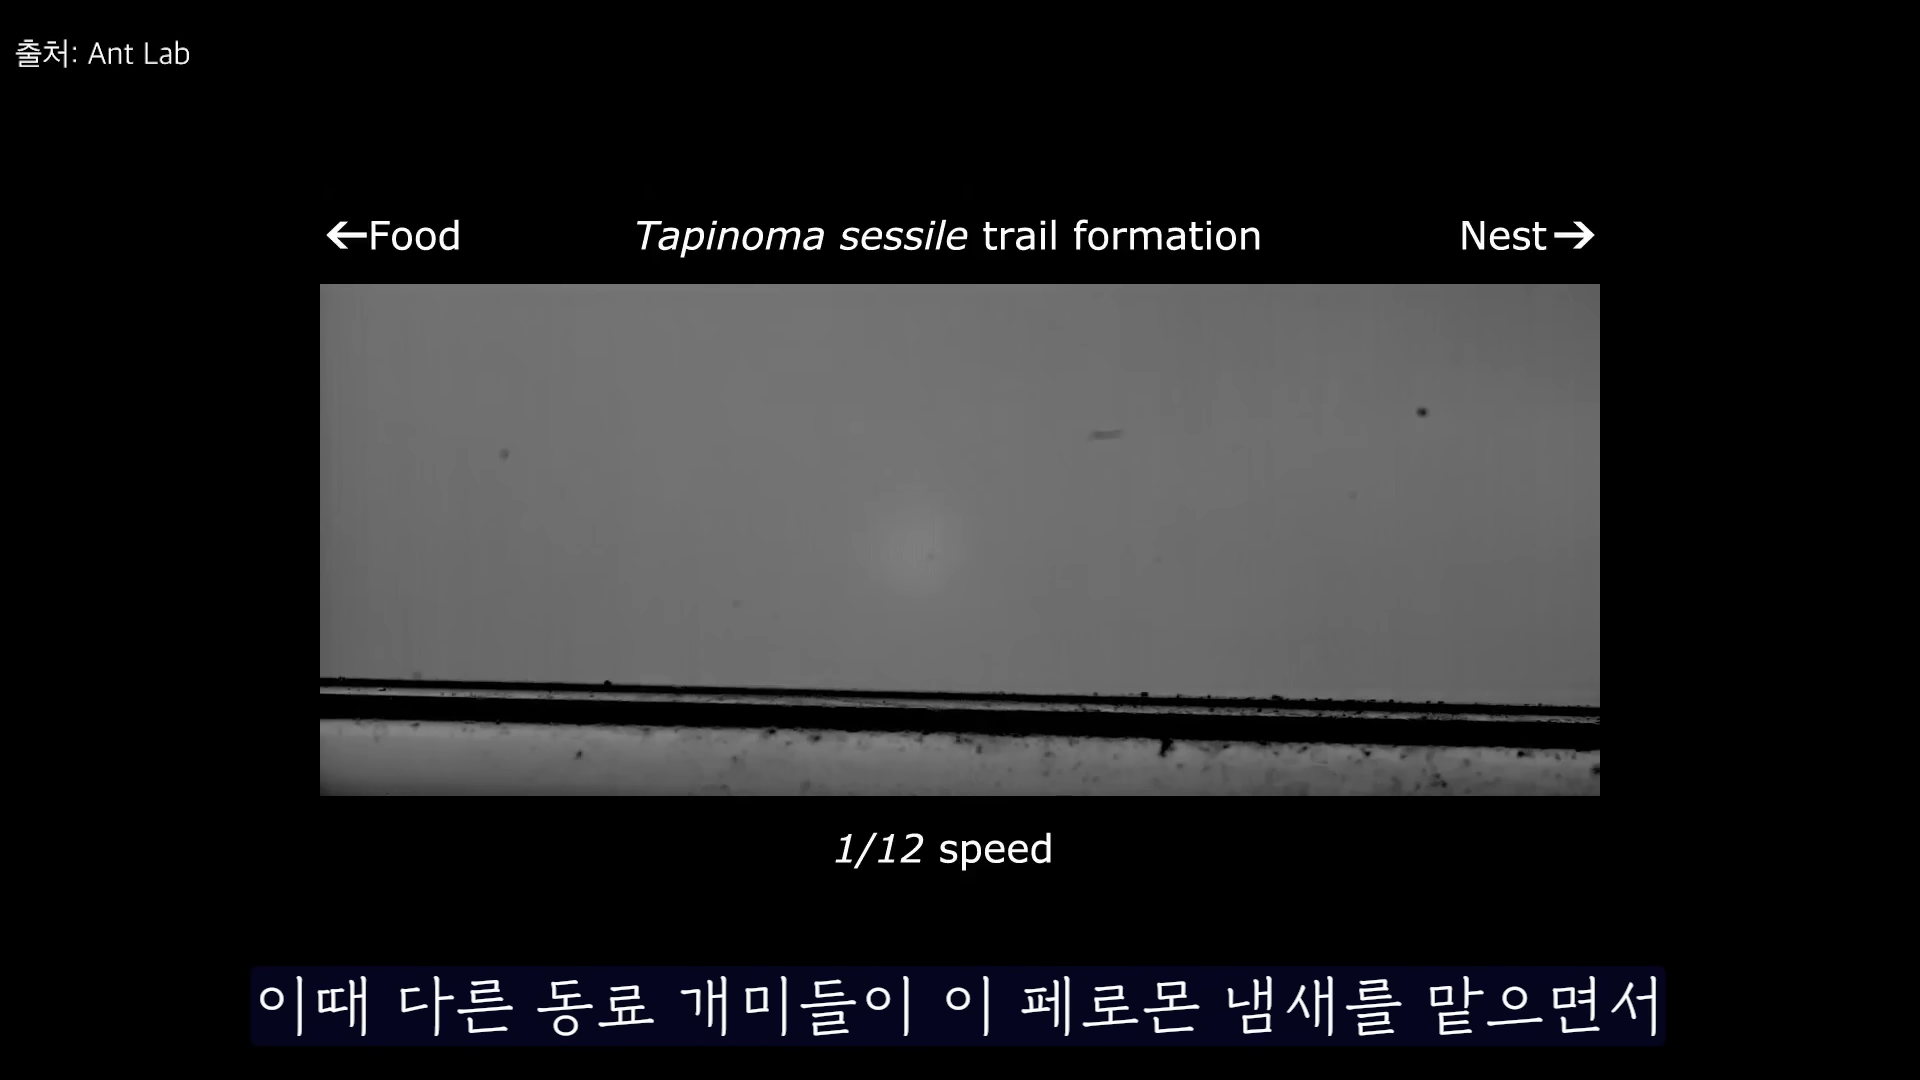 출처: Ant Lab
←Food Tapinoma sessile trail formation Nest→
1/12 speed
이때 다른 동료 개미들이 이 페로몬 냄새를 맡으면서